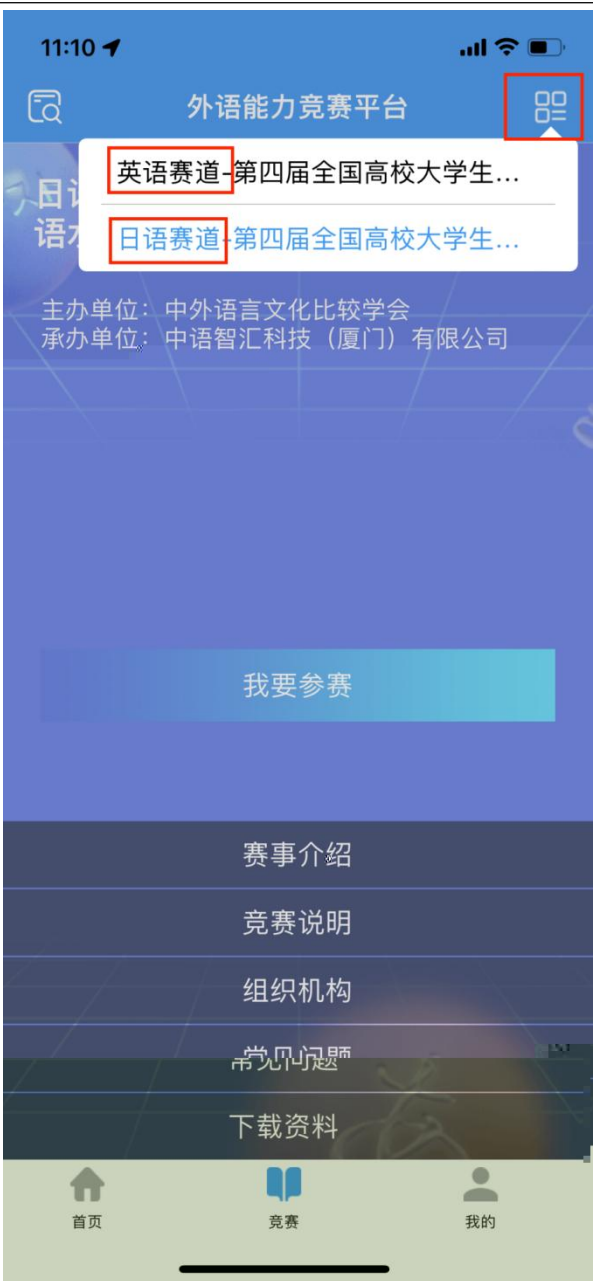 11:10
外语能力竞赛平台
英语赛道-第四届全国高校大学生...
日语赛道-第四届全国高校大学生...
日
语
主办单位：中外语言文化比较学会
承办单位：中语智汇科技（厦门）有限公司
我要参赛
赛事介绍
竞赛说明
组织机构
常见问题
下载资料
首页
竞赛
我的